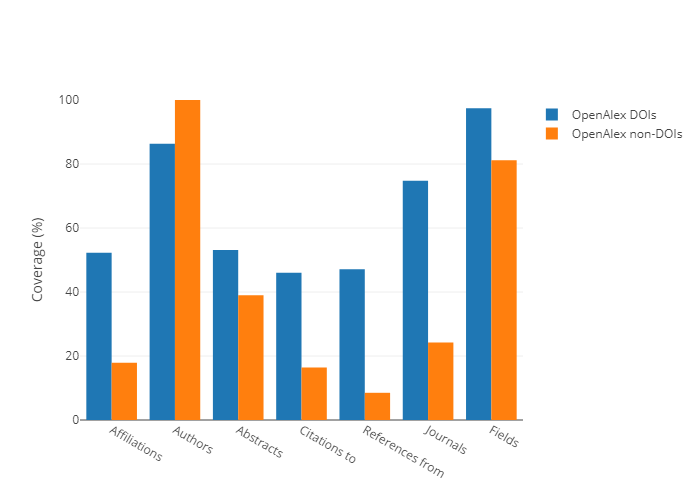 100
80
60
40
20
0
Coverage (%)
Affiliations
Authors
Abstracts
Citations to
References from
Journals
Fields
OpenAlex DOIs
OpenAlex non-DOIs